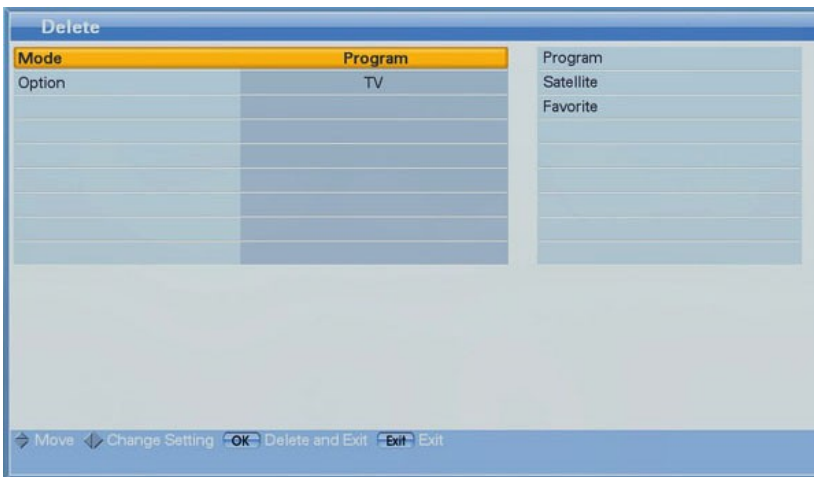 Delete
Mode Program
Option TV
Program
Satellite
Favorite
Move Change Setting OK Delete and Exit Exit Exit